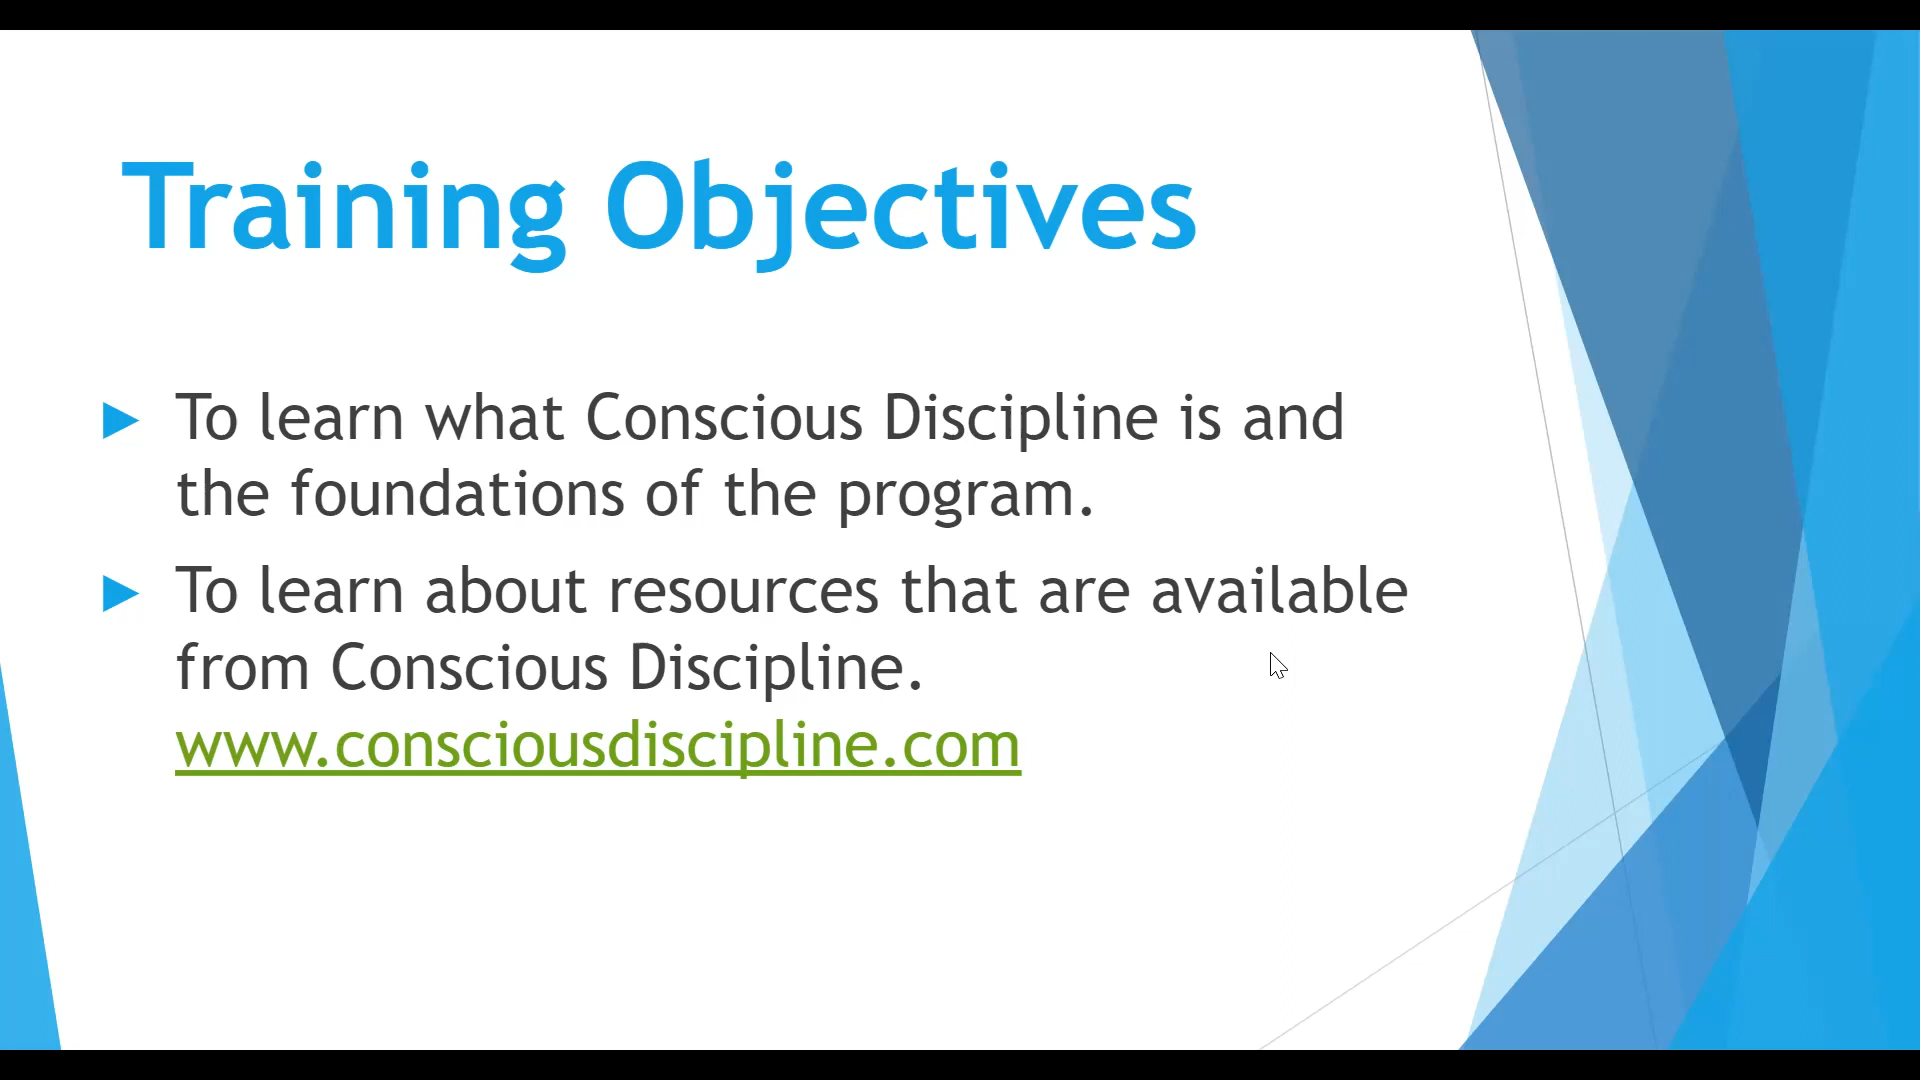 Training Objectives
To learn what Conscious Discipline is and
the foundations of the program.
To learn about resources that are available
from Conscious Discipline.
www.consciousdiscipline.com